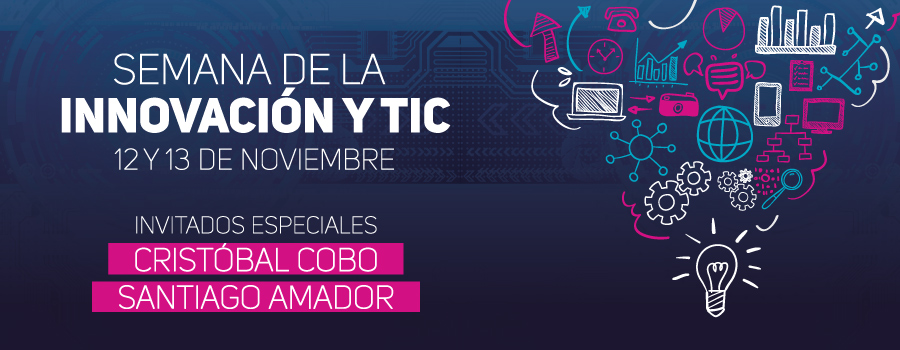 SEMANA DE LA
INNOVACIÓN Y TIC
12 Y 13 DE NOVIEMBRE
INVITADOS ESPECIALES
CRISTÓBAL COBO
SANTIAGO AMADOR